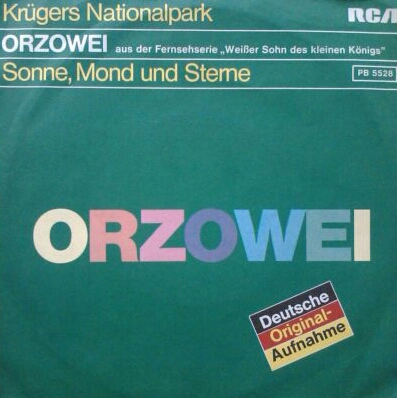 Krügers Nationalpark
RCA
ORZOWEI aus der Fernsehserie „Weißer Sohn des kleinen Königs"
Sonne, Mond und Sterne
PB 5528
ORZOWEI
Deutsche
Original-
Aufnahme